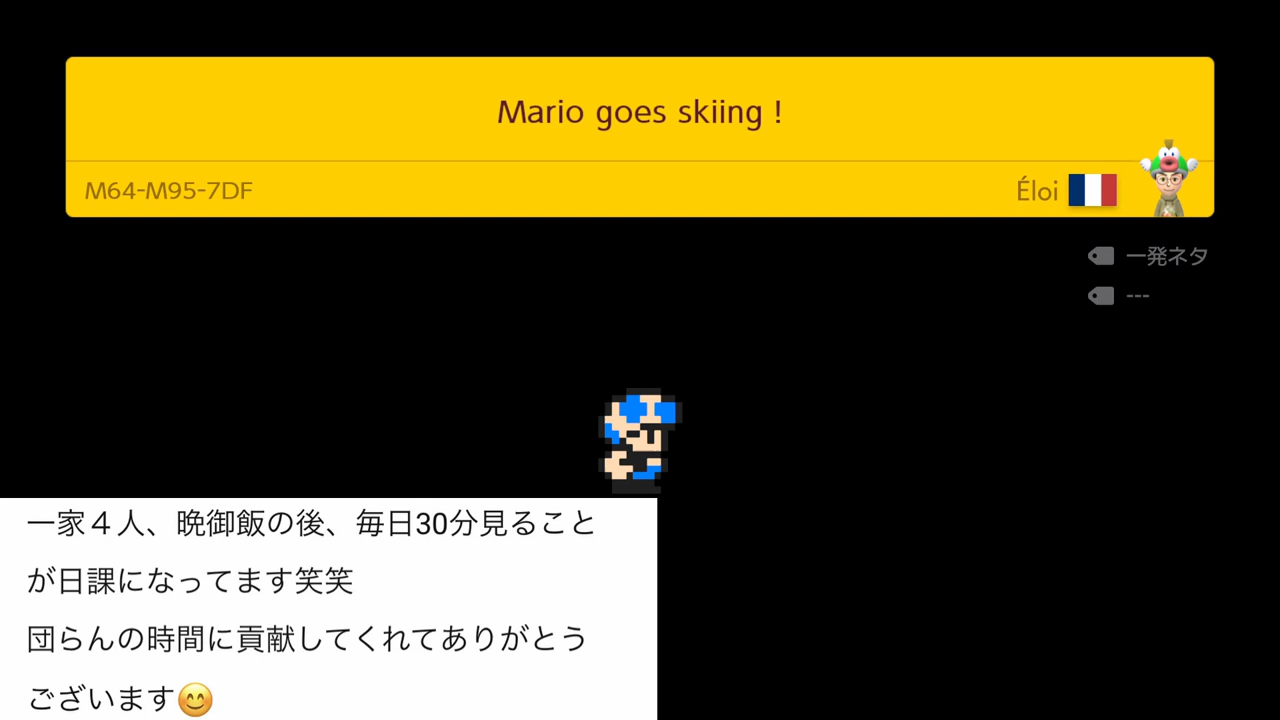 Mario goes skiing !
M64-M95-7DF
Éloi
一発ネタ
---
一家４人、晩御飯の後、毎日30分見ること
が日課になってます笑笑
団らんの時間に貢献してくれてありがとう
ございます😊